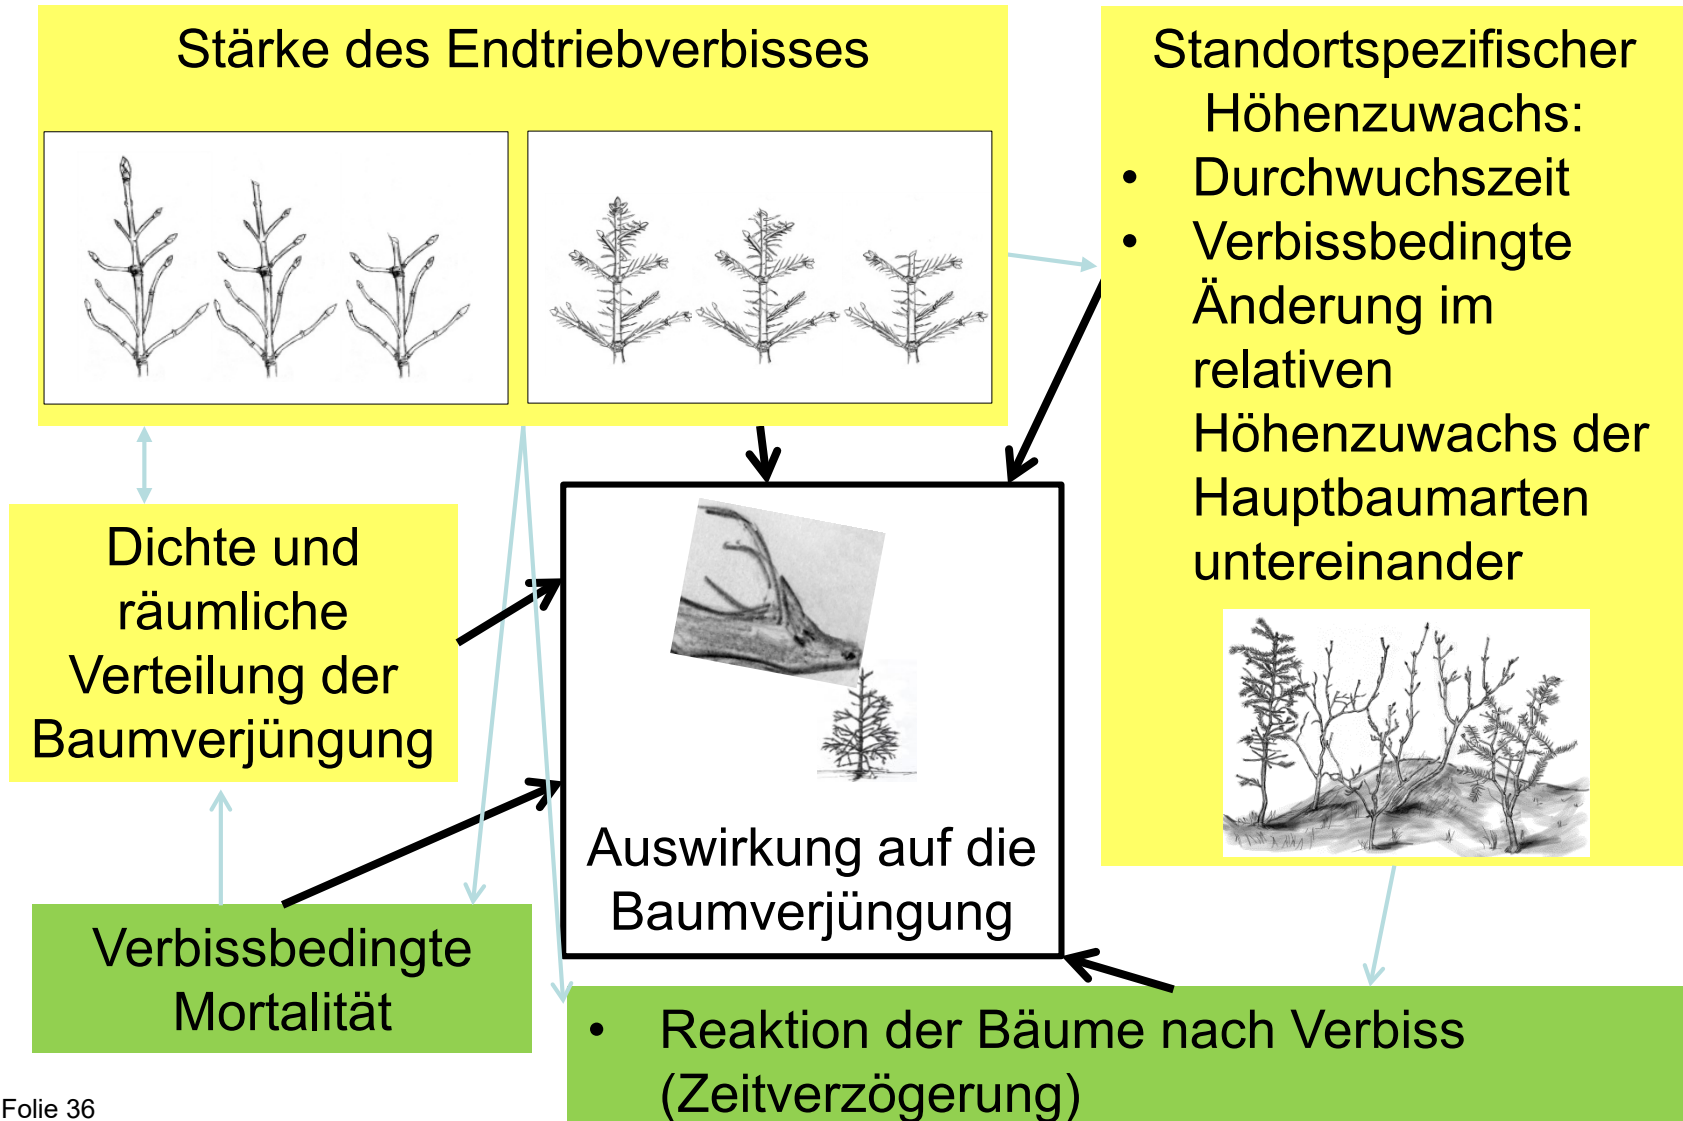 Stärke des Endtriebverbisses
Standortspezifischer
Höhenzuwachs:
• Durchwuchszeit
• Verbissbedingte
Änderung im
relativen
Höhenzuwachs der
Hauptbaumarten
untereinander
Dichte und
räumliche
Verteilung der
Baumverjüngung
Auswirkung auf die
Baumverjüngung
Verbissbedingte
Mortalität
• Reaktion der Bäume nach Verbiss
(Zeitverzögerung)
Folie 36